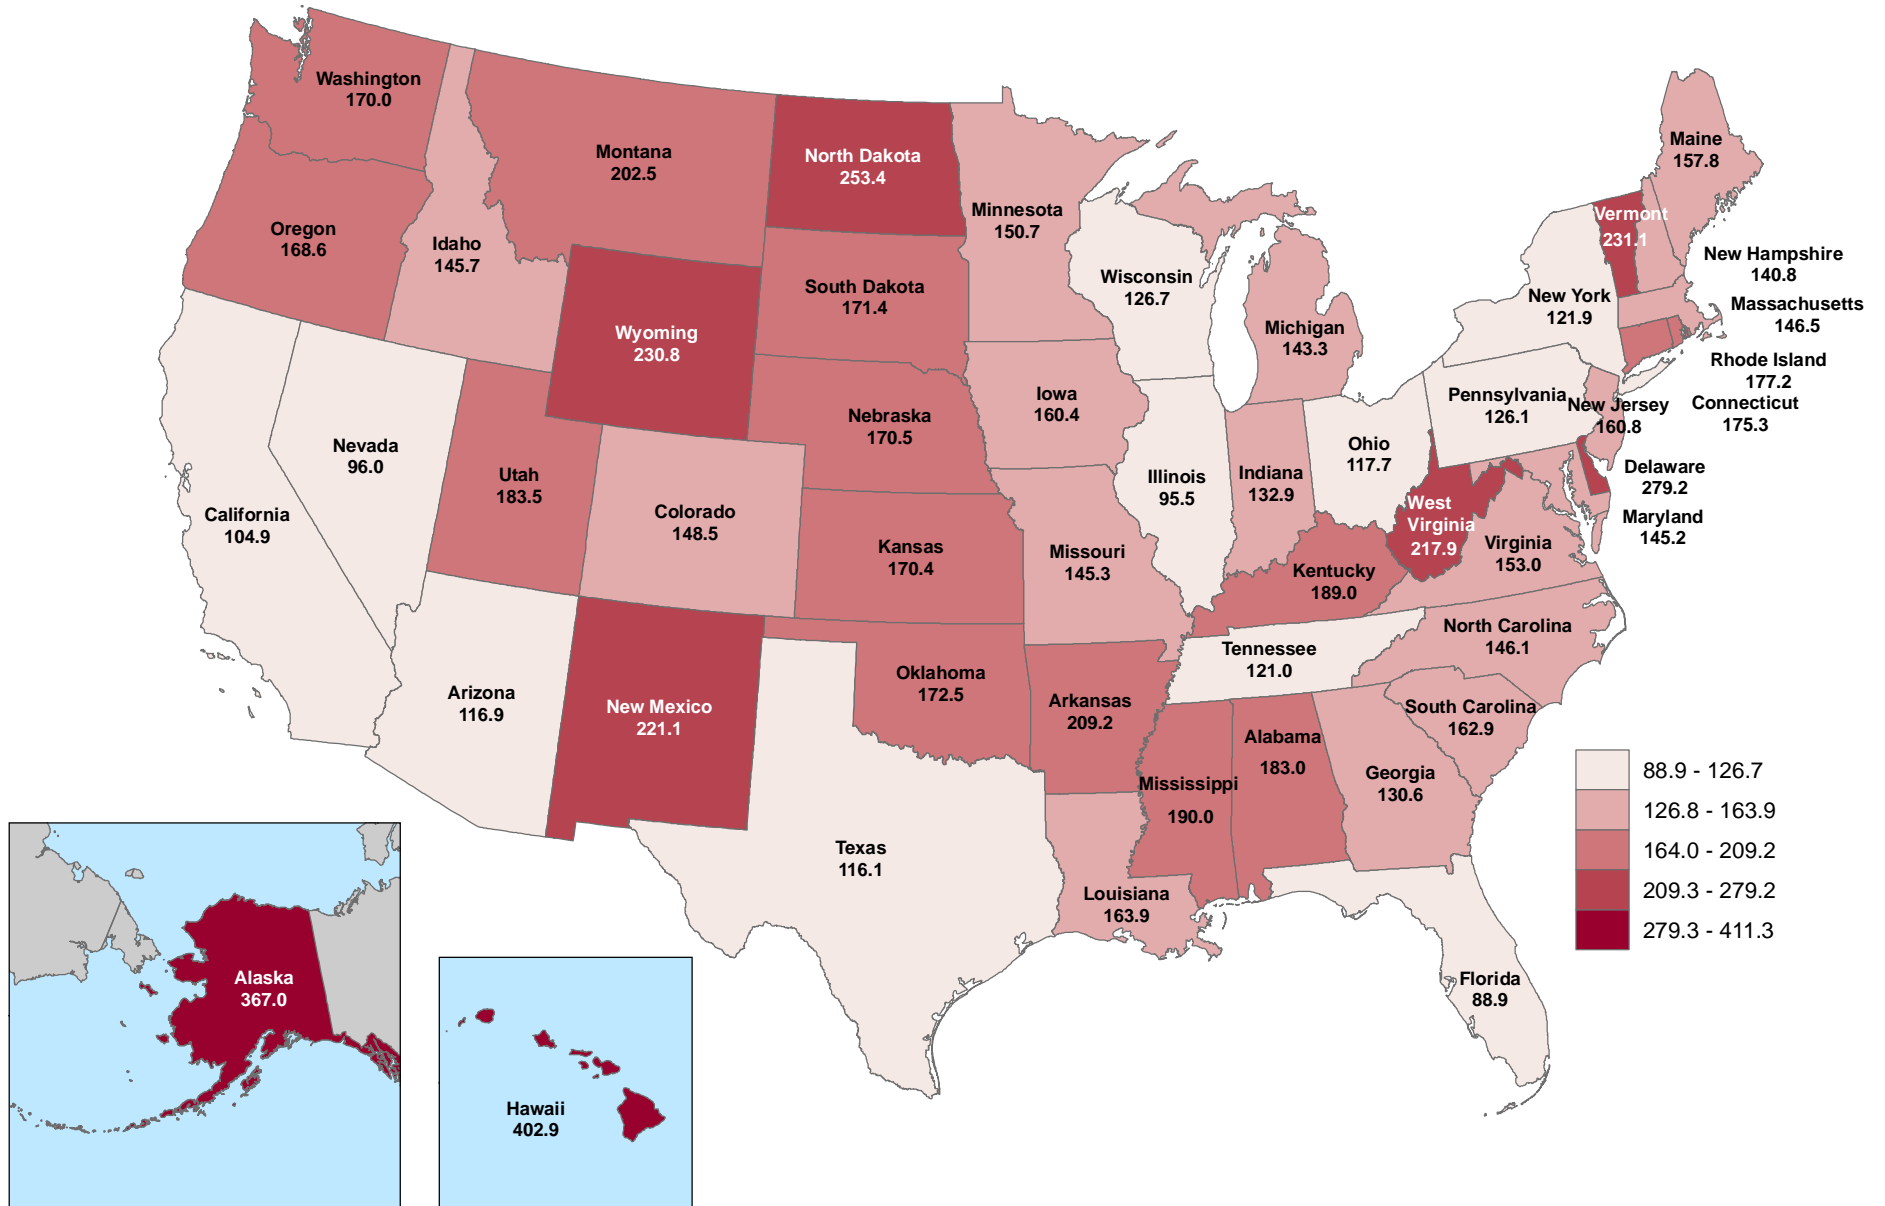 Washington
170.0
Montana
202.5
North Dakota
253.4
Minnesota
150.7
Maine
157.8
Oregon
168.6
Idaho
145.7
Vermont
231.1
New Hampshire
140.8
Wyoming
230.8
South Dakota
171.4
Wisconsin
126.7
Michigan
143.3
New York
121.9
Massachusetts
146.5
Rhode Island
177.2
Connecticut
175.3
Nevada
96.0
Utah
183.5
Nebraska
170.5
Iowa
160.4
Illinois
95.5
Indiana
132.9
Ohio
117.7
Pennsylvania
126.1
New Jersey
160.8
Delaware
279.2
Maryland
145.2
California
104.9
Colorado
148.5
Kansas
170.4
Missouri
145.3
Kentucky
189.0
West
Virginia
217.9
Virginia
153.0
Arizona
116.9
New Mexico
221.1
Oklahoma
172.5
Arkansas
209.2
Tennessee
121.0
North Carolina
146.1
South Carolina
162.9
Texas
116.1
Louisiana
163.9
Mississippi
190.0
Alabama
183.0
Georgia
130.6
Florida
88.9
Alaska
367.0
Hawaii
402.9
88.9 - 126.7
126.8 - 163.9
164.0 - 209.2
209.3 - 279.2
279.3 - 411.3